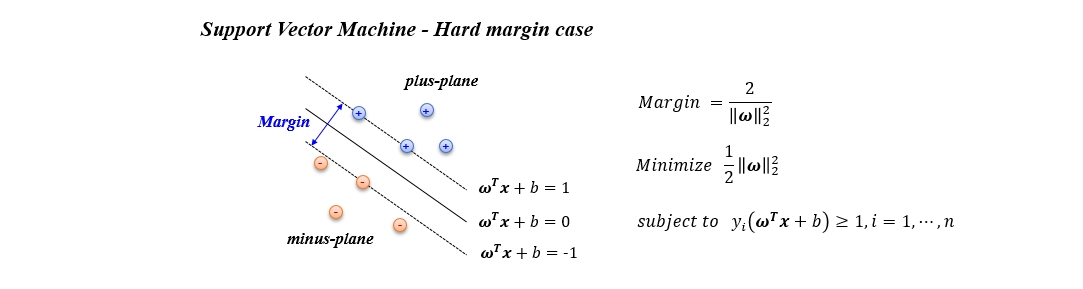 Support Vector Machine - Hard margin case
plus-plane
Margin
ωᵀx + b = 1
ωᵀx + b = 0
ωᵀx + b = -1
minus-plane
+
+
+
+
-
-
-
-
Margin = 2 / ‖ω‖₂²
Minimize 1/2 ‖ω‖₂²
subject to yᵢ(ωᵀx + b) ≥ 1, i = 1, ⋯, n